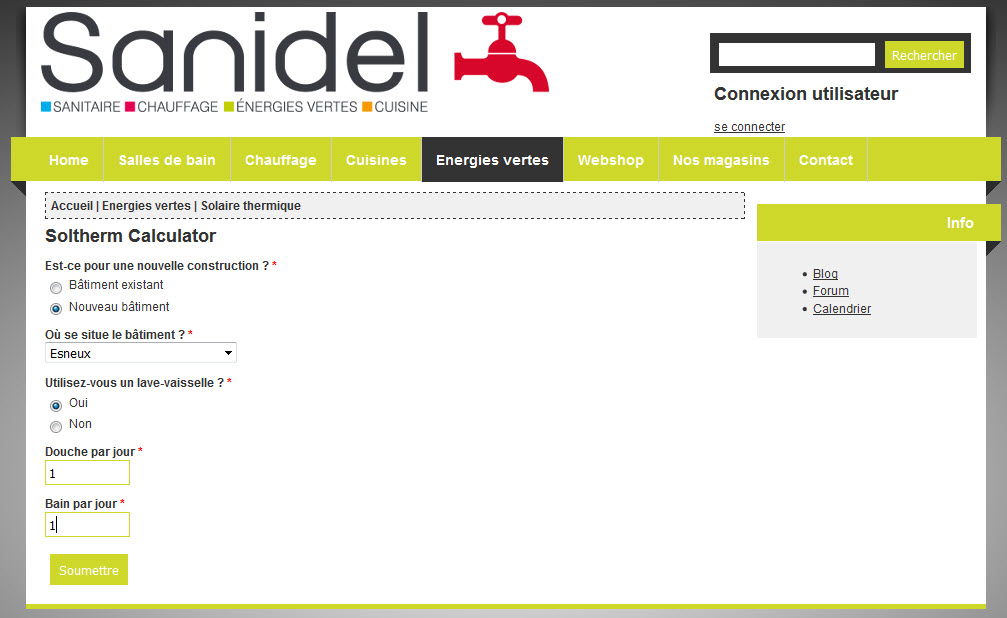 Sanidel
SANITAIRE CHAUFFAGE ÉNERGIES VERTES CUISINE
Rechercher
Connexion utilisateur
se connecter
Home Salles de bain Chauffage Cuisines Energies vertes Webshop Nos magasins Contact
Accueil | Energies vertes | Solaire thermique
Info
Soltherm Calculator
Est-ce pour une nouvelle construction ? *
Bâtiment existant
Nouveau bâtiment
Où se situe le bâtiment ? *
Esneux
Utilisez-vous un lave-vaisselle ? *
Oui
Non
Douche par jour *
1
Bain par jour *
1
Soumettre
Blog
Forum
Calendrier